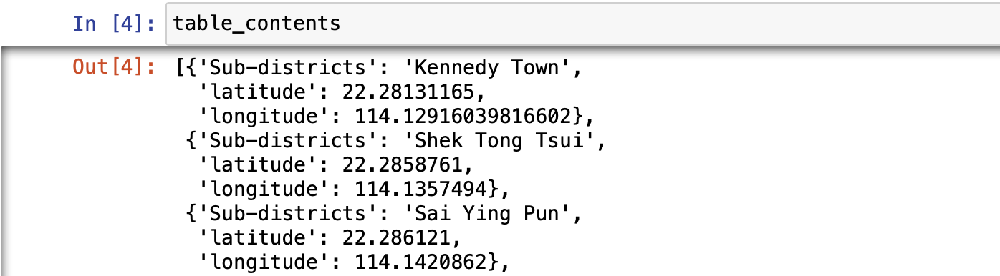 In [4]: table_contents
Out[4]: [{'Sub-districts': 'Kennedy Town',
'latitude': 22.28131165,
'longitude': 114.12916039816602},
{'Sub-districts': 'Shek Tong Tsui',
'latitude': 22.2858761,
'longitude': 114.1357494},
{'Sub-districts': 'Sai Ying Pun',
'latitude': 22.286121,
'longitude': 114.1420862},